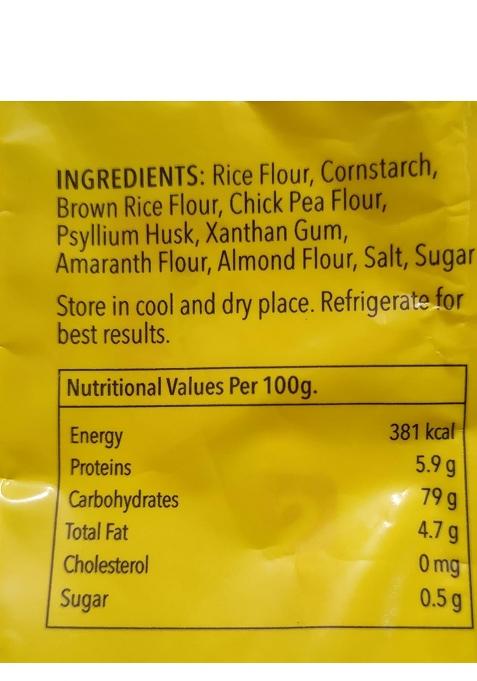 INGREDIENTS: Rice Flour, Cornstarch,
Brown Rice Flour, Chick Pea Flour,
Psyllium Husk, Xanthan Gum,
Amaranth Flour, Almond Flour, Salt, Sugar
Store in cool and dry place. Refrigerate for
best results.
Nutritional Values Per 100g.
Energy 381 kcal
Proteins 5.9 g
Carbohydrates 79 g
Total Fat 4.7 g
Cholesterol 0 mg
Sugar 0.5 g